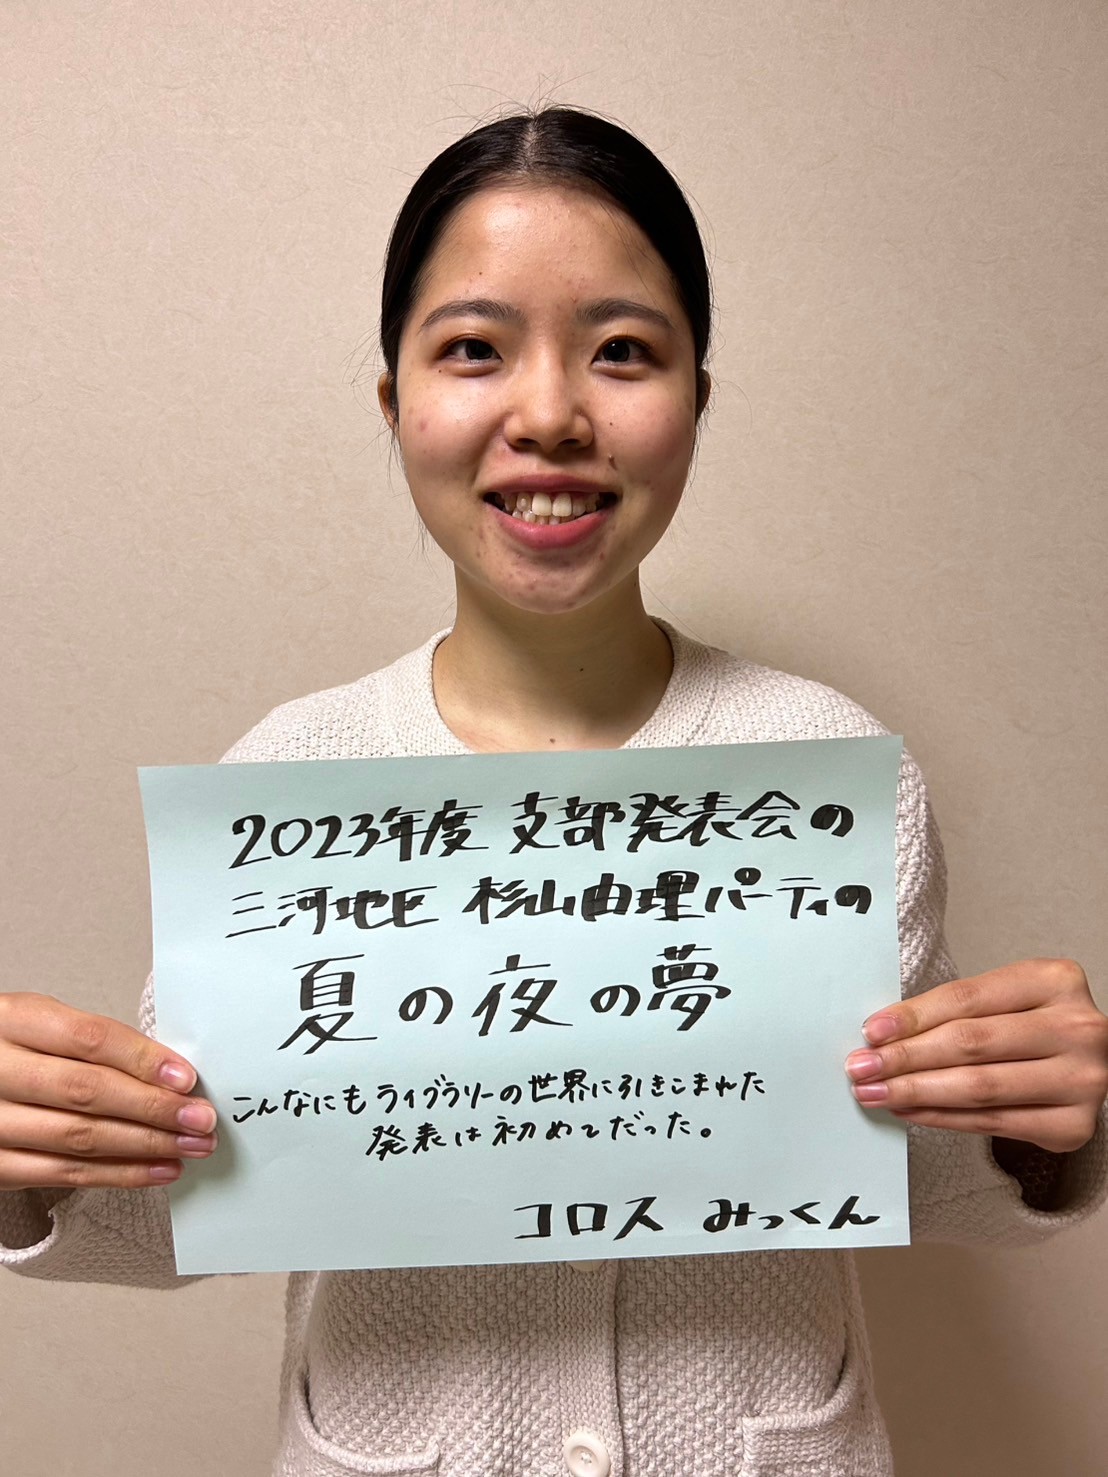 2023年度 支部発表会の
三河地区 杉山由理パーティの
夏の夜の夢
こんなにもライブラリーの世界に引きこまれた
発表は初めてだった。
コロス みっくん